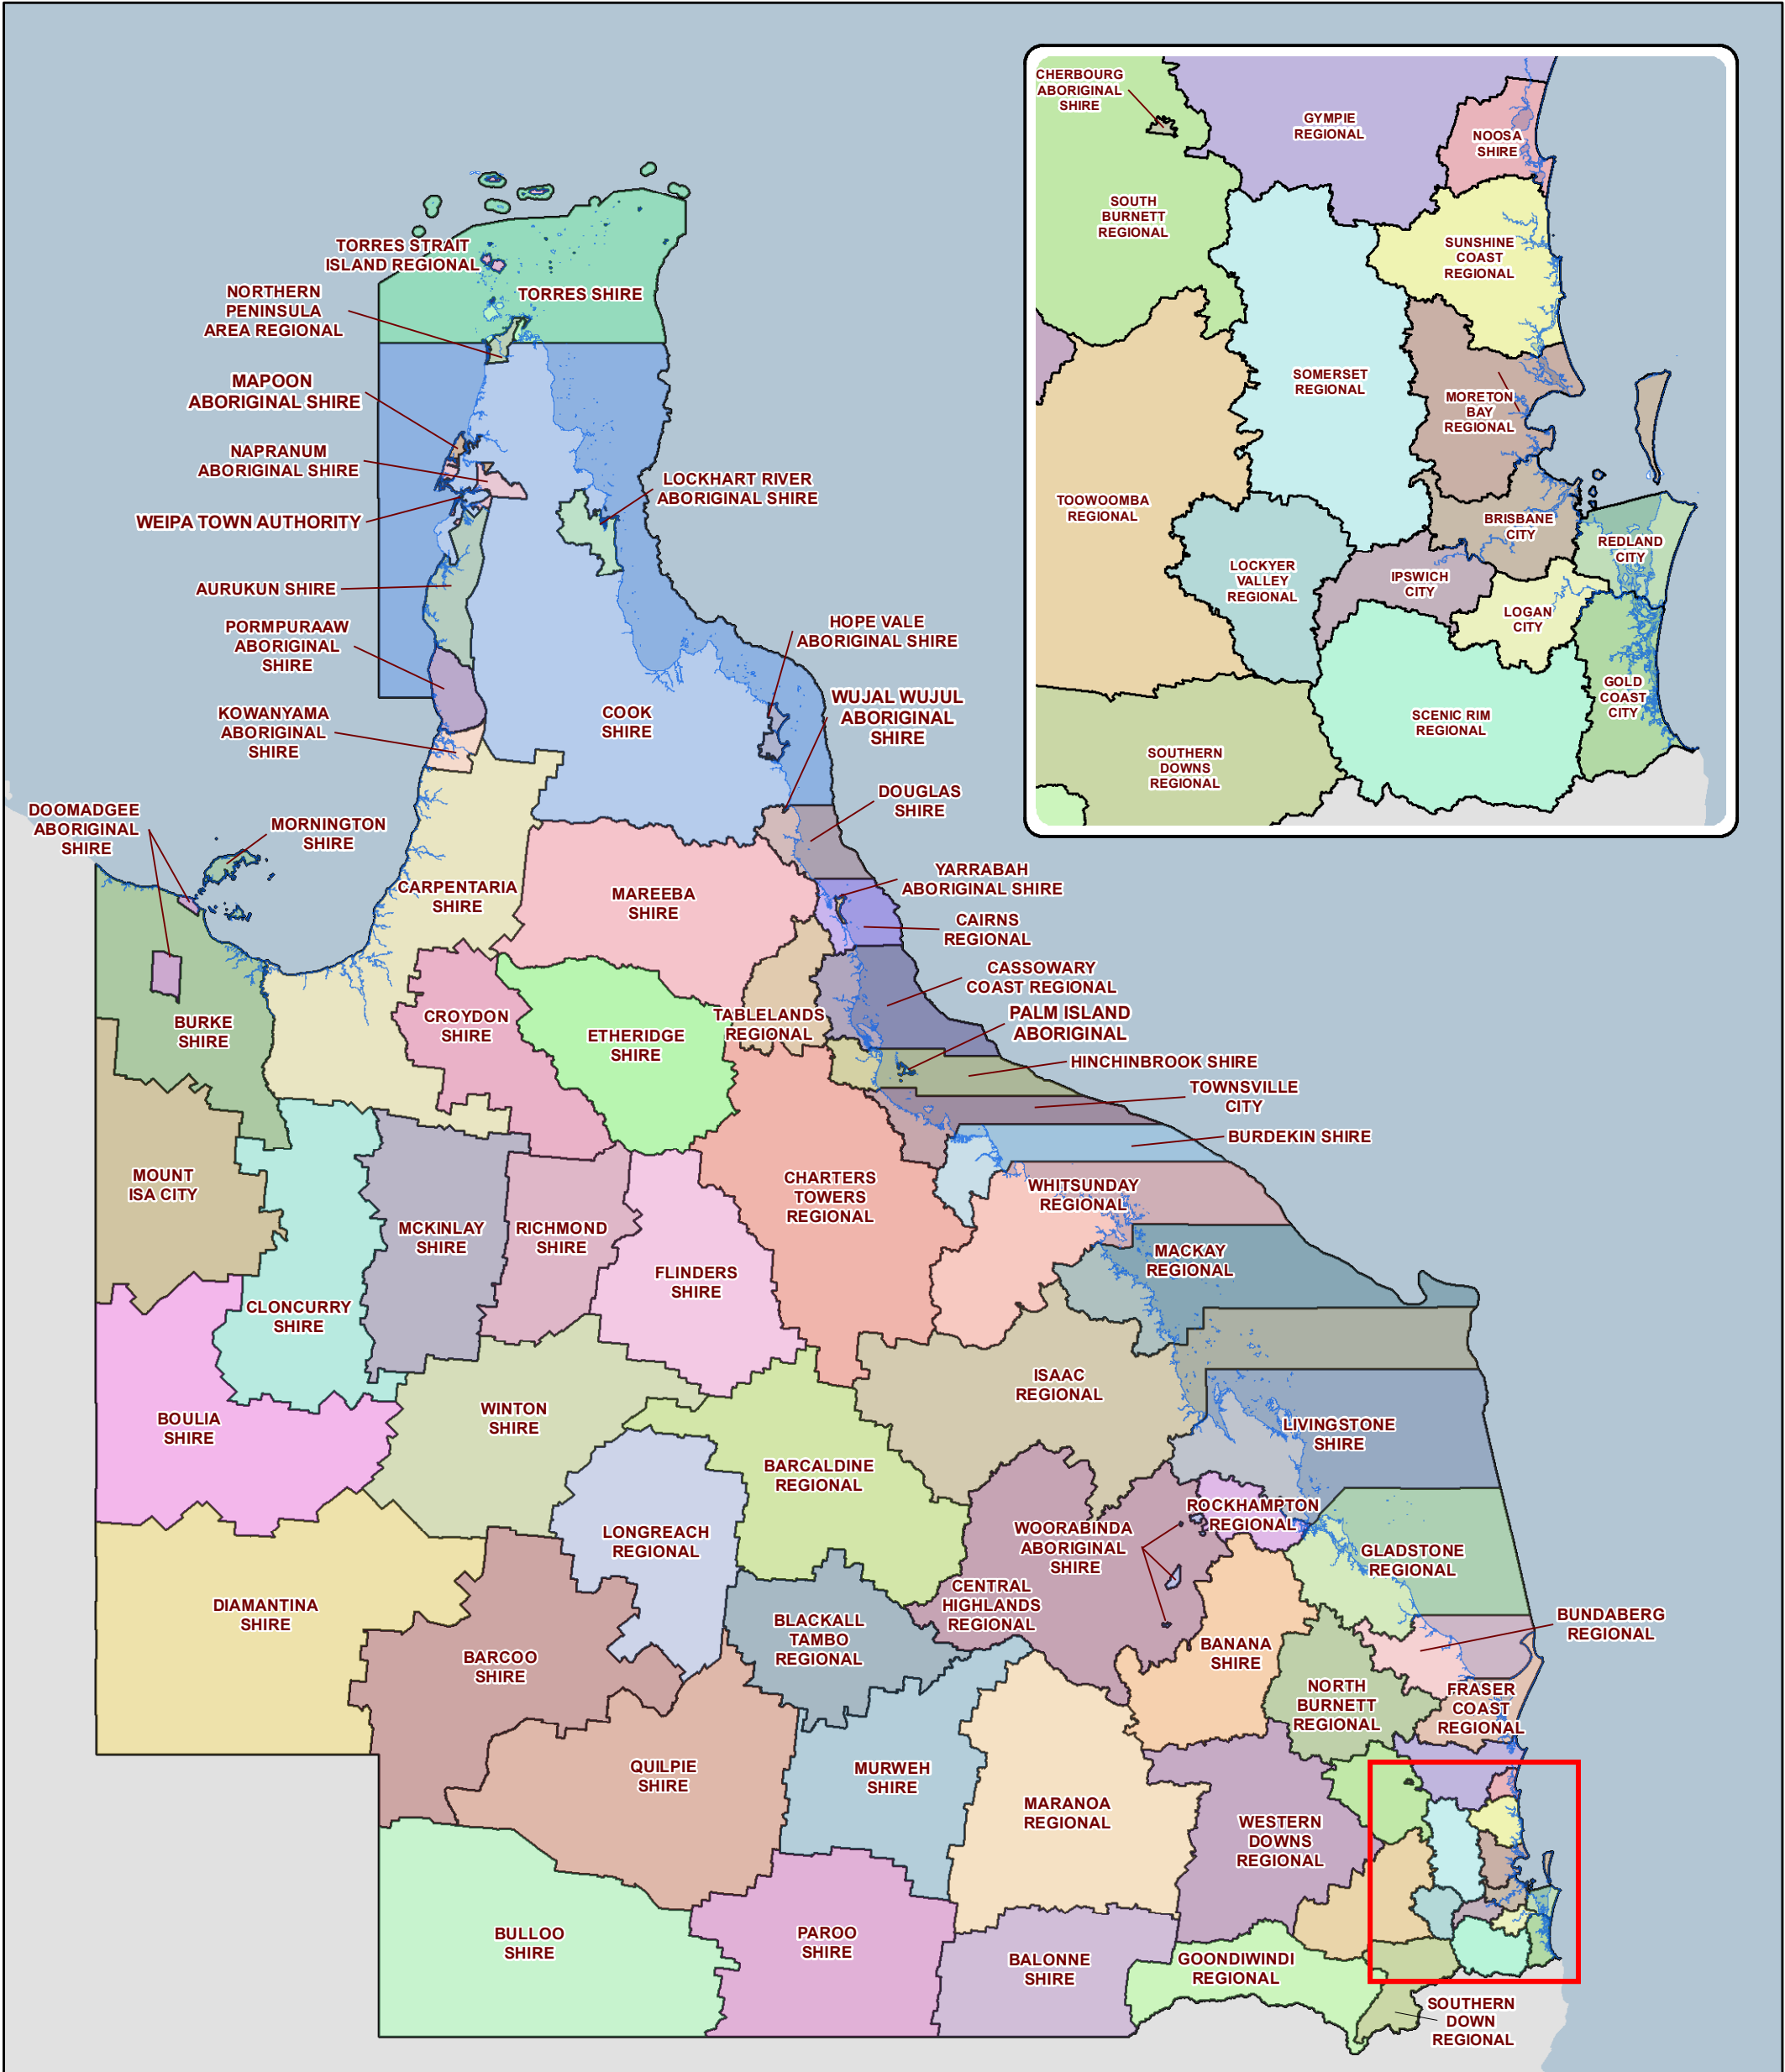 CHERBOURG
ABORIGINAL
SHIRE
GYMPIE
REGIONAL
NOOSA
SHIRE
SOUTH
BURNETT
REGIONAL
SUNSHINE
COAST
REGIONAL
SOMERSET
REGIONAL
MORETON
BAY
REGIONAL
TOOWOOMBA
REGIONAL
BRISBANE
CITY
REDLAND
CITY
LOCKYER
VALLEY
REGIONAL
IPSWICH
CITY
LOGAN
CITY
GOLD
COAST
CITY
SCENIC RIM
REGIONAL
SOUTHERN
DOWNS
REGIONAL
TORRES STRAIT
ISLAND REGIONAL
TORRES SHIRE
NORTHERN
PENINSULA
AREA REGIONAL
MAPOON
ABORIGINAL SHIRE
NAPRANUM
ABORIGINAL SHIRE
LOCKHART RIVER
ABORIGINAL SHIRE
WEIPA TOWN AUTHORITY
AURUKUN SHIRE
PORMPURAAW
ABORIGINAL
SHIRE
HOPE VALE
ABORIGINAL SHIRE
KOWANYAMA
ABORIGINAL
SHIRE
COOK
SHIRE
WUJAL WUJUL
ABORIGINAL
SHIRE
DOUGLAS
SHIRE
DOOMADGEE
ABORIGINAL
SHIRE
MORNINGTON
SHIRE
CARPENTARIA
SHIRE
MAREEBA
SHIRE
YARRABAH
ABORIGINAL SHIRE
CAIRNS
REGIONAL
CASSOWARY
COAST REGIONAL
PALM ISLAND
ABORIGINAL
BURKE
SHIRE
CROYDON
SHIRE
ETHERIDGE
SHIRE
TABLELANDS
REGIONAL
HINCHINBROOK SHIRE
TOWNSVILLE
CITY
BURDEKIN SHIRE
MOUNT
ISA CITY
CHARTERS
TOWERS
REGIONAL
WHITSUNDAY
REGIONAL
MCKINLAY
SHIRE
RICHMOND
SHIRE
FLINDERS
SHIRE
MACKAY
REGIONAL
CLONCURRY
SHIRE
ISAAC
REGIONAL
BOULIA
SHIRE
WINTON
SHIRE
LIVINGSTONE
SHIRE
BARCALDINE
REGIONAL
ROCKHAMPTON
REGIONAL
LONGREACH
REGIONAL
WOORABINDA
ABORIGINAL
SHIRE
GLADSTONE
REGIONAL
DIAMANTINA
SHIRE
CENTRAL
HIGHLANDS
REGIONAL
BLACKALL
TAMBO
REGIONAL
BUNDABERG
REGIONAL
BARCOO
SHIRE
BANANA
SHIRE
NORTH
BURNETT
REGIONAL
FRASER
COAST
REGIONAL
QUILPIE
SHIRE
MURWEH
SHIRE
MARANOA
REGIONAL
WESTERN
DOWNS
REGIONAL
BULLOO
SHIRE
PAROO
SHIRE
BALONNE
SHIRE
GOONDIWINDI
REGIONAL
SOUTHERN
DOWN
REGIONAL